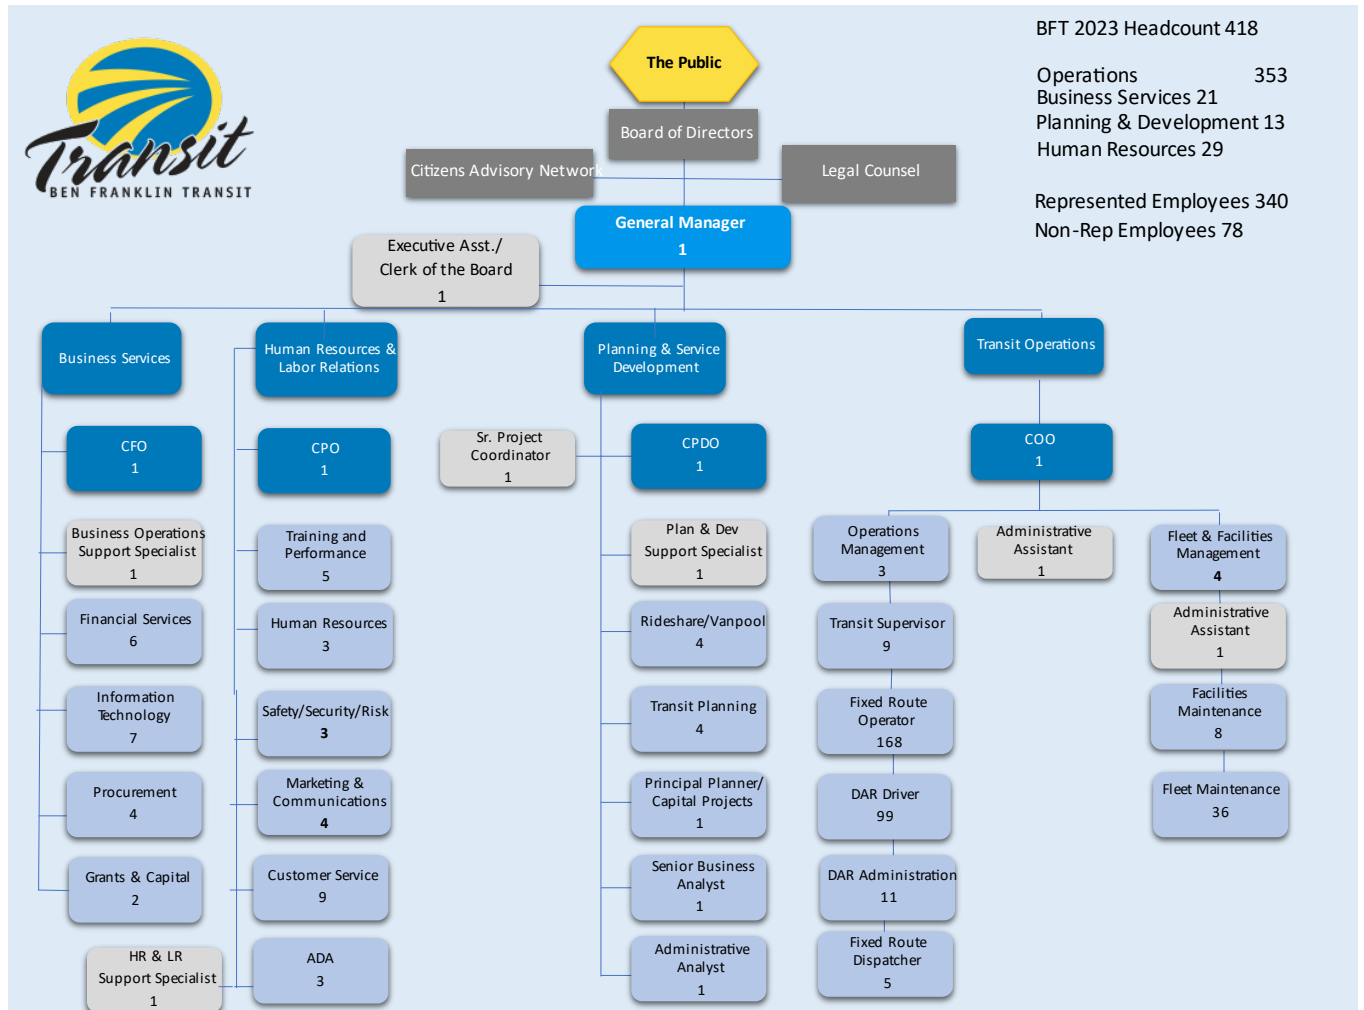 Transit
BEN FRANKLIN TRANSIT
BFT 2023 Headcount 418
Operations 353
Business Services 21
Planning & Development 13
Human Resources 29
Represented Employees 340
Non-Rep Employees 78
The Public
Board of Directors
Citizens Advisory Network
Legal Counsel
General Manager
1
Executive Asst./
Clerk of the Board
1
Business Services
Human Resources &
Labor Relations
Planning & Service
Development
Transit Operations
CFO
1
Business Operations
Support Specialist
1
Financial Services
6
Information
Technology
7
Procurement
4
Grants & Capital
2
CPO
1
Training and
Performance
5
Human Resources
3
Safety/Security/Risk
3
Marketing &
Communications
4
Customer Service
9
ADA
3
HR & LR
Support Specialist
1
Sr. Project
Coordinator
1
CPDO
1
Plan & Dev
Support Specialist
1
Rideshare/Vanpool
4
Transit Planning
4
Principal Planner/
Capital Projects
1
Senior Business
Analyst
1
Administrative
Analyst
1
COO
1
Operations
Management
3
Transit Supervisor
9
Fixed Route
Operator
168
DAR Driver
99
DAR Administration
11
Fixed Route
Dispatcher
5
Administrative
Assistant
1
Fleet & Facilities
Management
4
Administrative
Assistant
1
Facilities
Maintenance
8
Fleet Maintenance
36